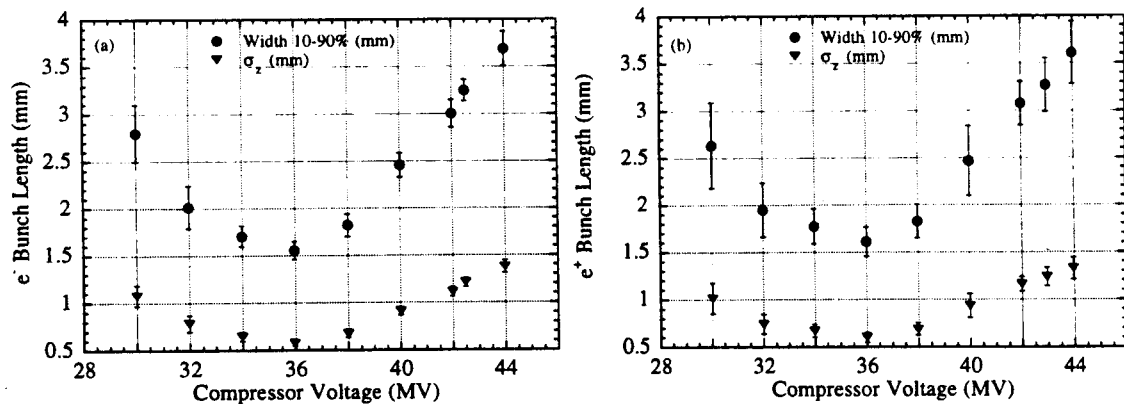 (a)
Width 10-90% (mm)
σz (mm)
4
3.5
3
2.5
2
1.5
1
0.5
e- Bunch Length (mm)
28 32 36 40 44
Compressor Voltage (MV)
(b)
Width 10-90% (mm)
σz (mm)
4
3.5
3
2.5
2
1.5
1
0.5
e+ Bunch Length (mm)
28 32 36 40 44
Compressor Voltage (MV)